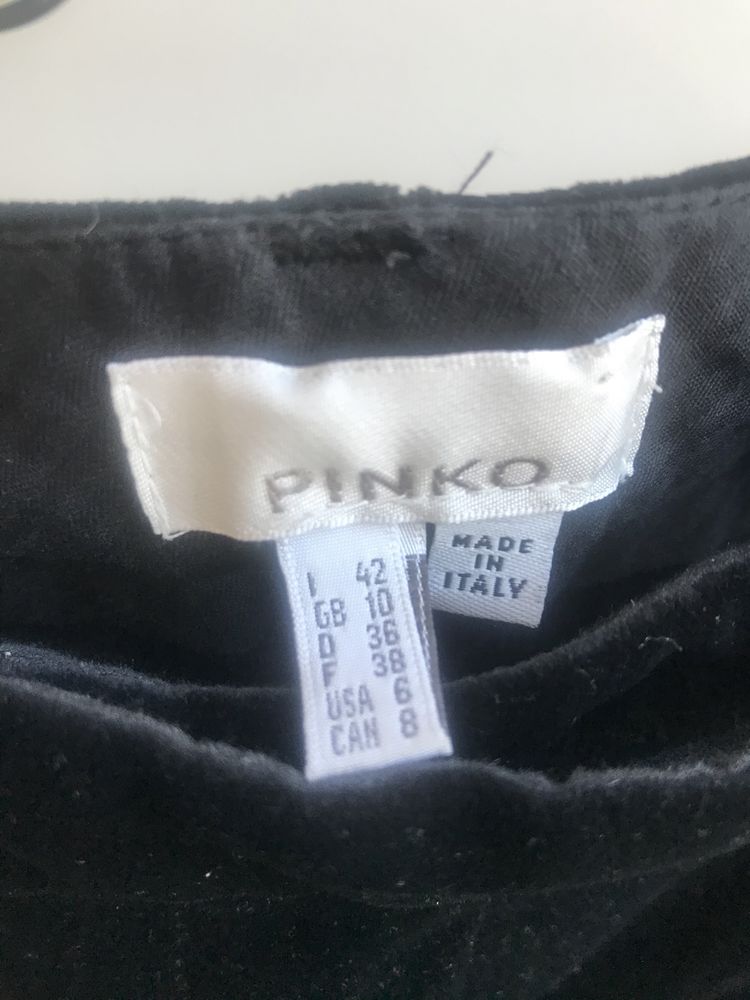 PINKO
MADE
IN
ITALY
I 42
GB 10
D 36
F 38
USA 6
CAN 8